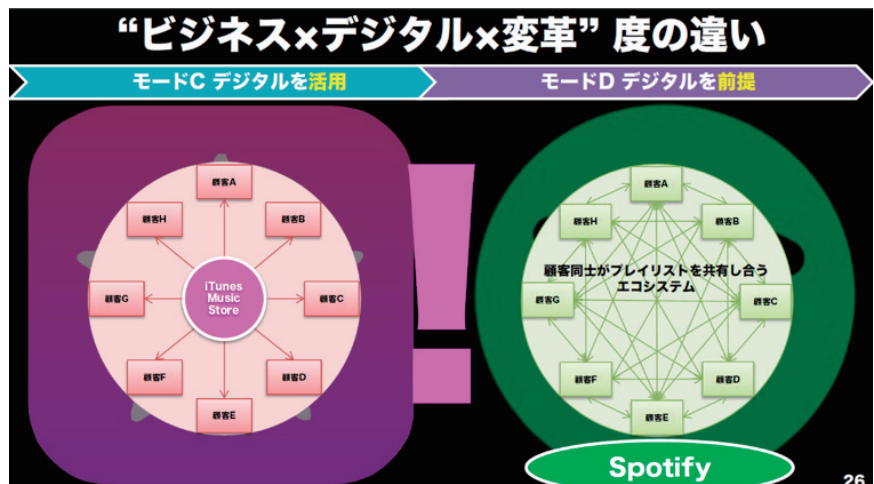 “ビジネス×デジタル×変革” 度の違い
モードC デジタルを活用
モードD デジタルを前提
顧客A
顧客H
顧客B
顧客G
iTunes
Music
Store
顧客C
顧客F
顧客D
顧客E
顧客A
顧客H
顧客B
顧客同士がプレイリストを共有し合う
エコシステム
顧客G
顧客C
顧客F
顧客D
顧客E
!
Spotify
26